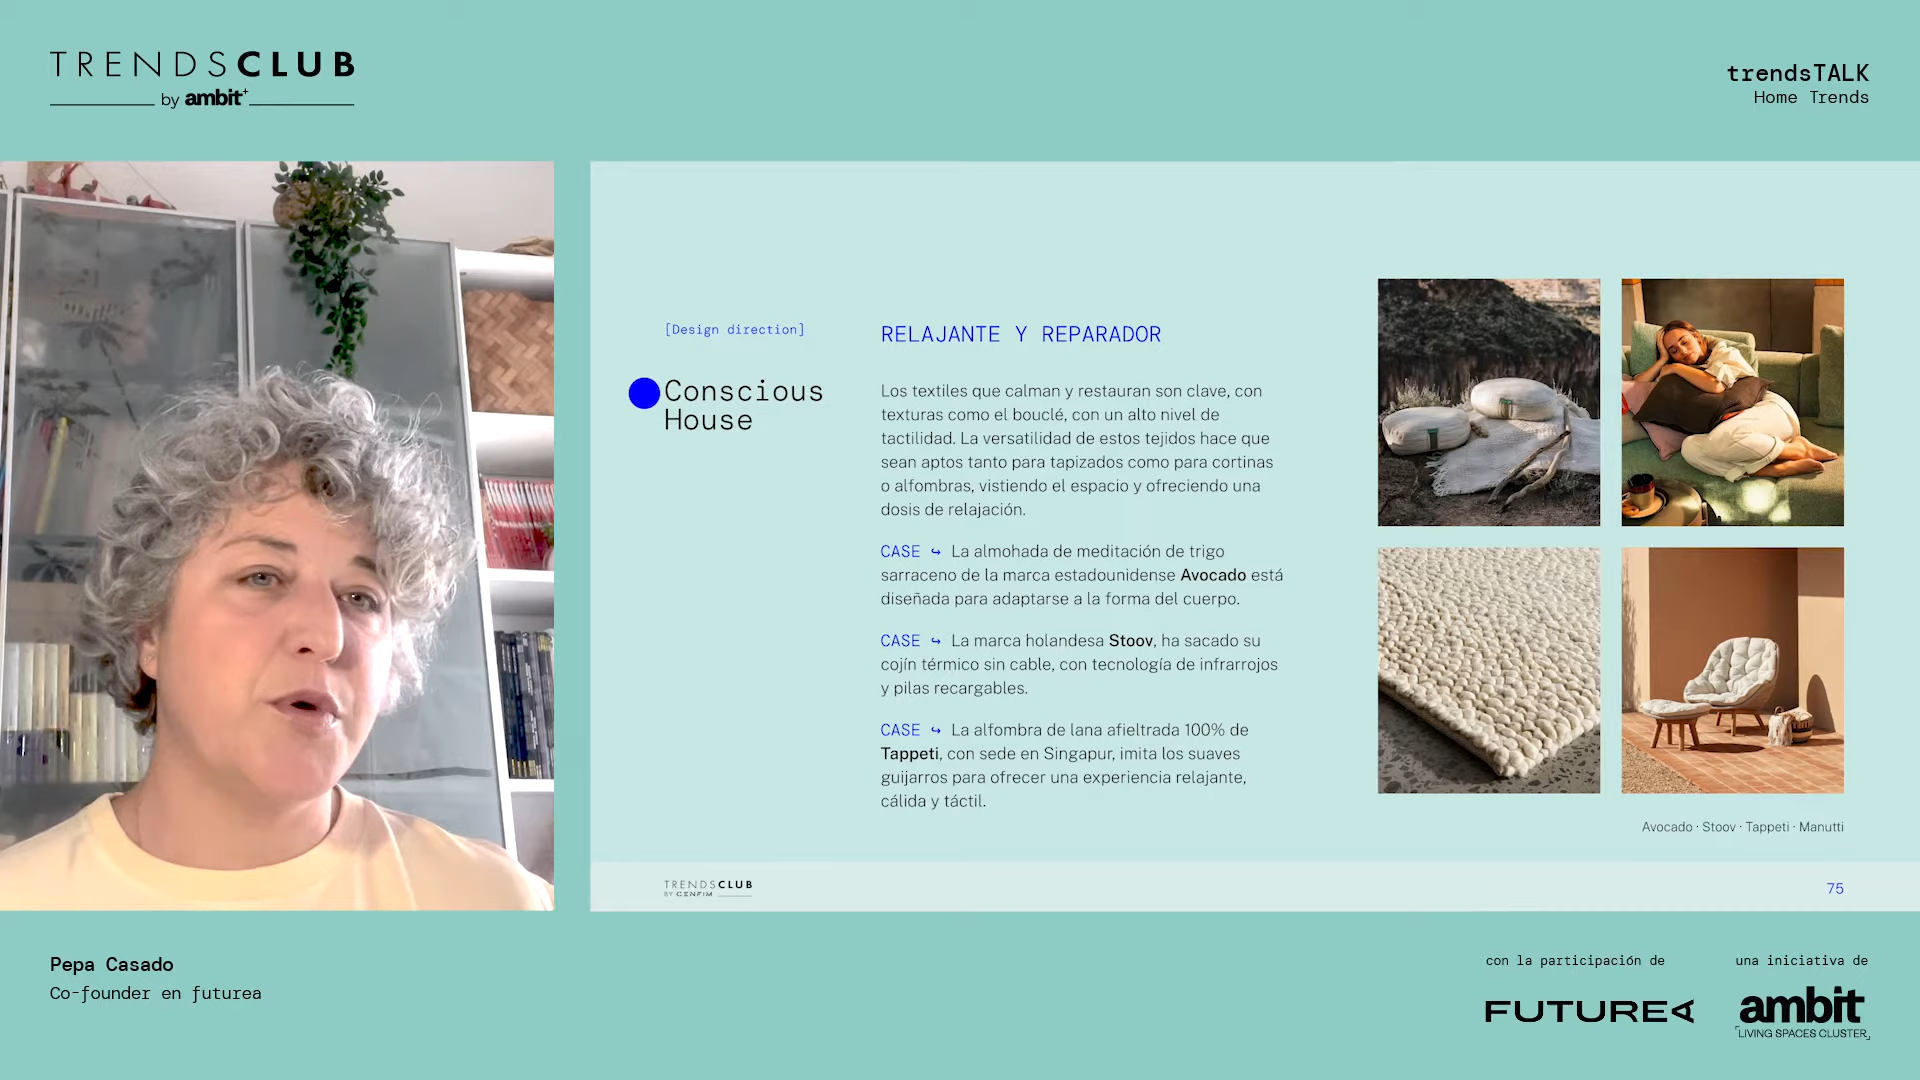 TRENDSCLUB
by ambit+
trendsTALK
Home Trends
[Design direction]
Conscious
House
RELAJANTE Y REPARADOR
Los textiles que calman y restauran son clave, con
texturas como el bouclé, con un alto nivel de
tactilidad. La versatilidad de estos tejidos hace que
sean aptos tanto para tapizados como para cortinas
o alfombras, vistiendo el espacio y ofreciendo una
dosis de relajación.
CASE ↪ La almohada de meditación de trigo
sarraceno de la marca estadounidense Avocado está
diseñada para adaptarse a la forma del cuerpo.
CASE ↪ La marca holandesa Stoov, ha sacado su
cojín térmico sin cable, con tecnología de infrarrojos
y pilas recargables.
CASE ↪ La alfombra de lana afieltrada 100% de
Tappeti, con sede en Singapur, imita los suaves
guijarros para ofrecer una experiencia relajante,
cálida y táctil.
Avocado · Stoov · Tappeti · Manutti
TRENDSCLUB
BY CENFIM
75
Pepa Casado
Co-founder en futurea
con la participación de
FUTUREA
una iniciativa de
ambit
LIVING SPACES CLUSTER